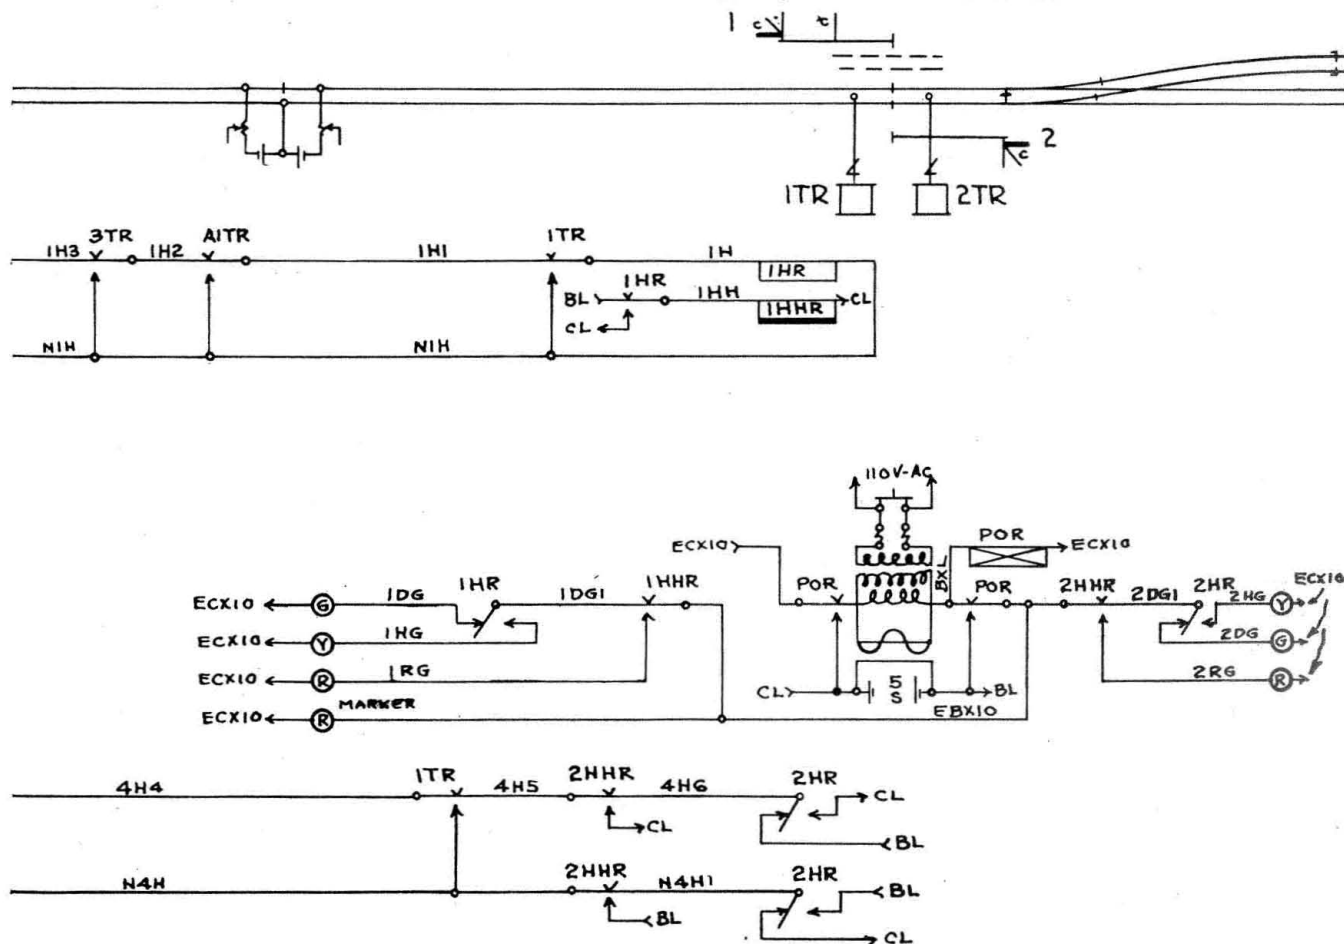 1 c t
c 2
1TR 2TR
3TR A1TR 1TR
1H3 1H2 1H1 1H
1HR
1HR
BL 1HH CL
1HHR
CL
N1H N1H
110V-AC
ECX10 POR ECX10
BXL
1HR 1HHR POR POR 2HHR 2HR ECX10
ECX10 G 1DG 1DG1 2DG1 2HG Y
ECX10 Y 1HG 2DG G
ECX10 R 1RG 2RG R
CL 5 S BL
EBX10
ECX10 R MARKER
1TR 2HHR 2HR
4H4 4H5 4H6 CL
CL
BL
2HHR 2HR
N4H N4H1 BL
BL
CL